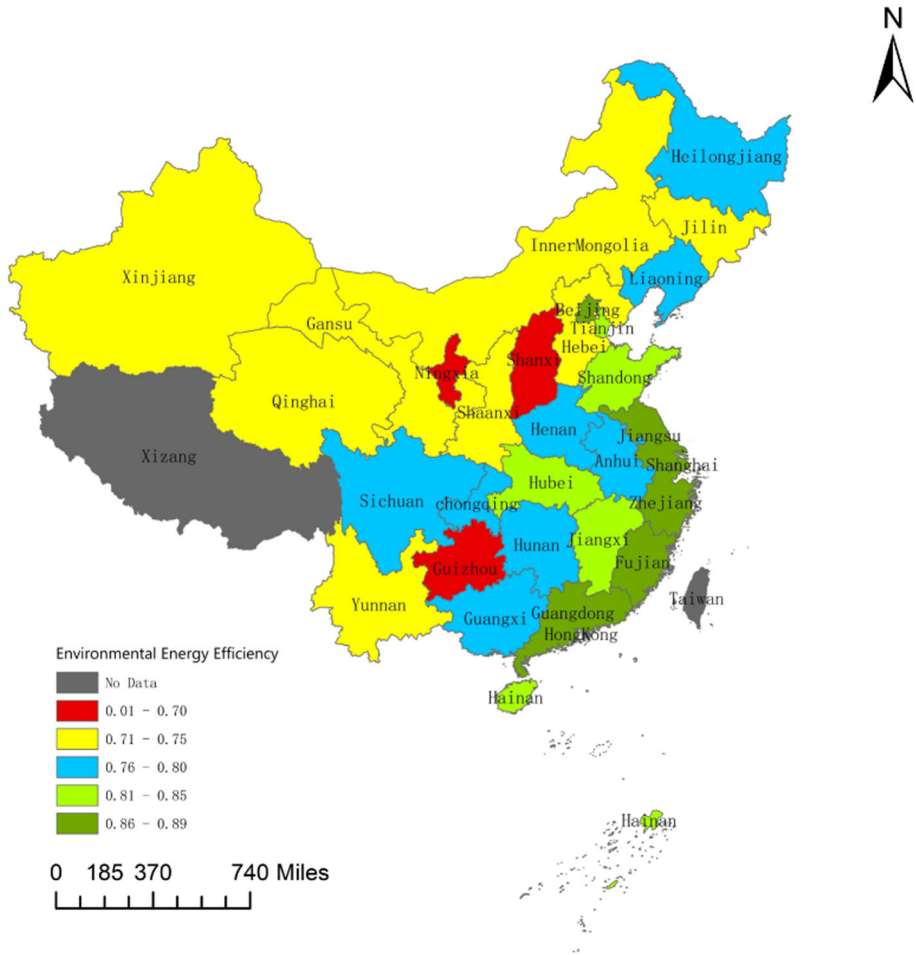 N
Heilongjiang
Jilin
InnerMongolia
Xinjiang
Liaoning
Beijing
Gansu
Tianjin
Hebei
Shanxi
Ningxia
Shandong
Qinghai
Shaanxi
Henan
Jiangsu
Xizang
Anhui
Shanghai
Hubei
Sichuan
chongqing
Zhejiang
Jiangxi
Hunan
Fujian
Guizhou
Taiwan
Yunnan
Guangdong
Guangxi
HongKong
Environmental Energy Efficiency
No Data
Hainan
0.01 - 0.70
0.71 - 0.75
0.76 - 0.80
0.81 - 0.85
0.86 - 0.89
Hainan
0 185 370 740 Miles